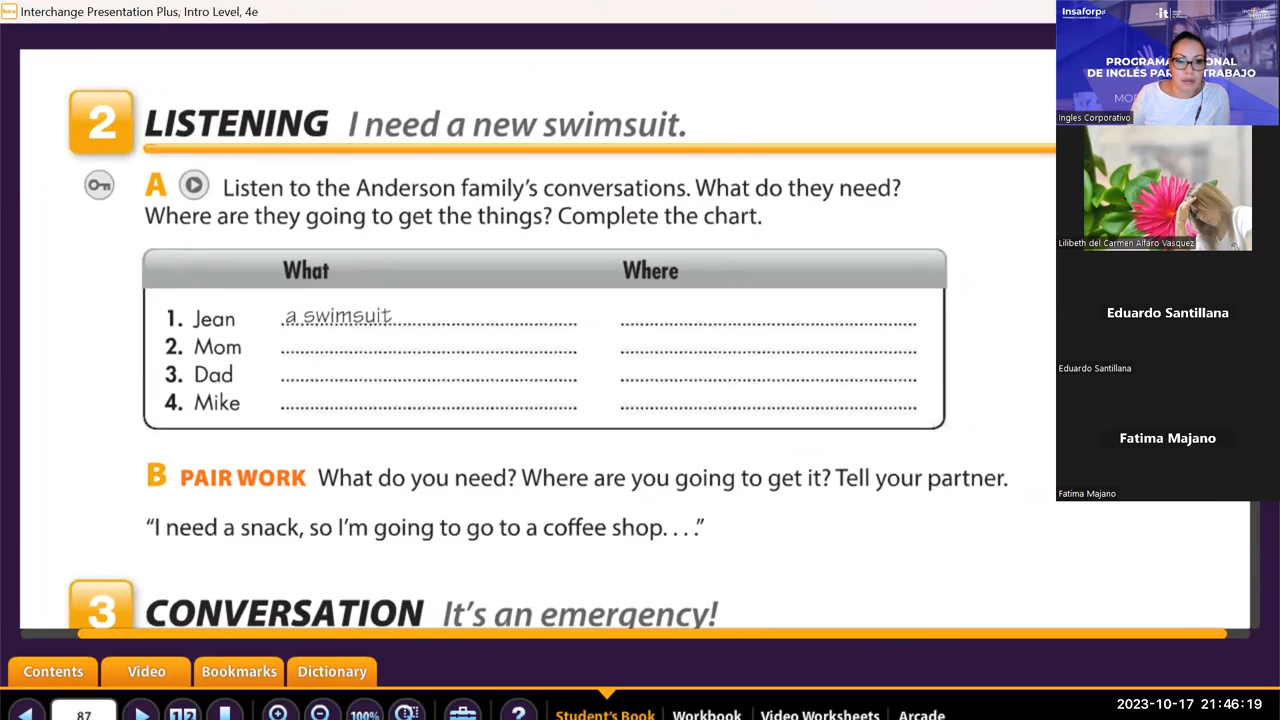 Interchange Presentation Plus, Intro Level, 4e
2 LISTENING I need a new swimsuit.
A Listen to the Anderson family's conversations. What do they need?
Where are they going to get the things? Complete the chart.
What Where
1. Jean a swimsuit
2. Mom
3. Dad
4. Mike
B PAIR WORK What do you need? Where are you going to get it? Tell your partner.
"I need a snack, so I'm going to go to a coffee shop. . . ."
3 CONVERSATION It's an emergency!
Contents Video Bookmarks Dictionary
87 1 2 100% ? Student's Book Workbook Video Worksheets Arcade
Insaforp
·it
PROGRAMA
DE INGLÉS TRABAJO
Ingles Corporativo
Lilibeth del Carmen Alfaro Vasquez
Eduardo Santillana
Eduardo Santillana
Fatima Majano
Fatima Majano
2023-10-17 21:46:19